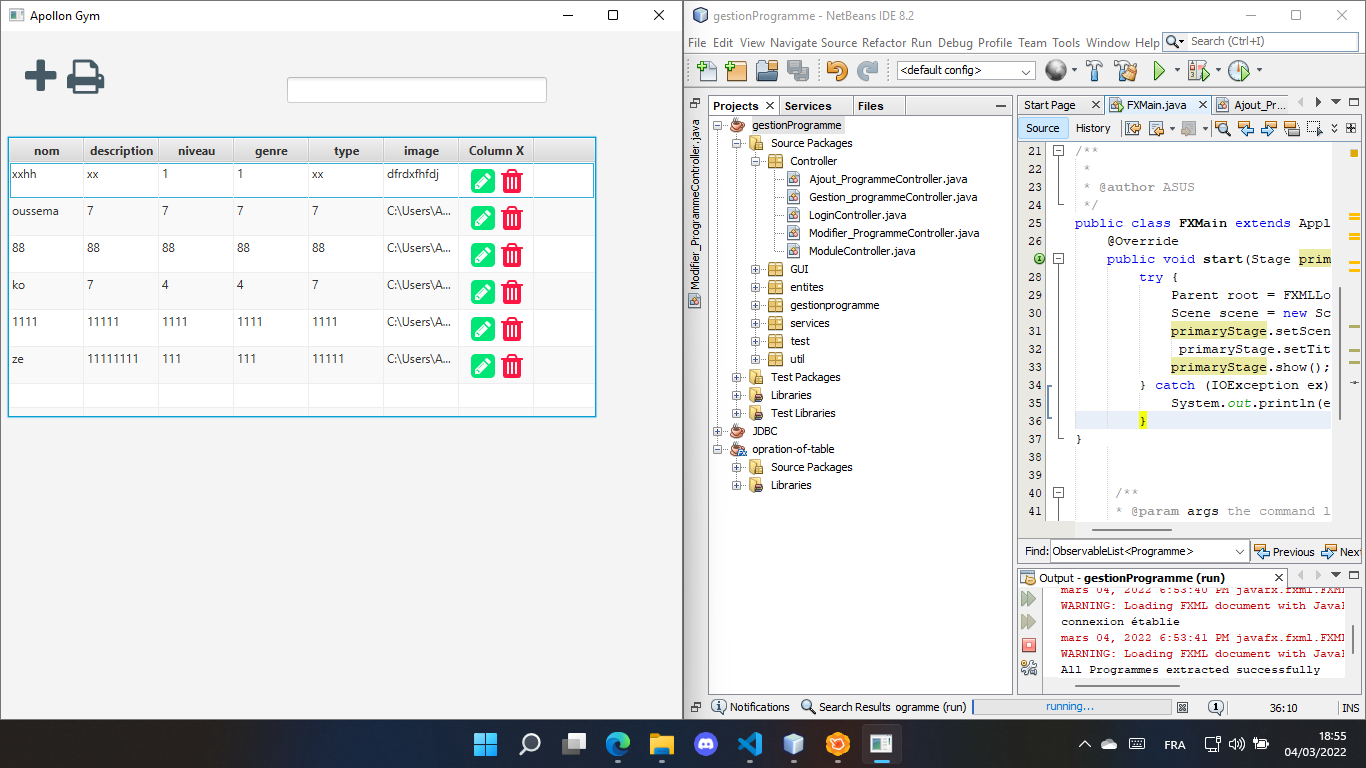 Apollon Gym
nom description niveau genre type image Column X
xxhh xx 1 1 xx dfrdxfhfdj
oussema 7 7 7 7 C:\Users\A...
88 88 88 88 88 C:\Users\A...
ko 7 4 4 7 C:\Users\A...
1111 11111 1111 1111 1111 C:\Users\A...
ze 11111111 111 111 11111 C:\Users\A...
gestionProgramme - NetBeans IDE 8.2
File Edit View Navigate Source Refactor Run Debug Profile Team Tools Window Help Search (Ctrl+I)
<default config>
Modifier_ProgrammeController.java
Projects Services Files
gestionProgramme
Source Packages
Controller
Ajout_ProgrammeController.java
Gestion_programmeController.java
LoginController.java
Modifier_ProgrammeController.java
ModuleController.java
GUI
entites
gestionprogramme
services
test
util
Test Packages
Libraries
Test Libraries
JDBC
opration-of-table
Source Packages
Libraries
Start Page FXMain.java Ajout_Pr...
Source History
21 /**
22 *
23 * @author ASUS
24 */
25 public class FXMain extends Appl
26 @Override
public void start(Stage prim
28 try {
29 Parent root = FXMLLo
30 Scene scene = new Sc
31 primaryStage.setScen
32 primaryStage.setTit
33 primaryStage.show();
34 } catch (IOException ex)
35 System.out.println(e
36 }
37 }
38
39
40 /**
41 * @param args the command l
Find: ObservableList<Programme> Previous Next
Output - gestionProgramme (run)
mars 04, 2022 6:53:40 PM javafx.fxml.FXML
WARNING: Loading FXML document with JavaF
connexion établie
mars 04, 2022 6:53:41 PM javafx.fxml.FXML
WARNING: Loading FXML document with JavaF
All Programmes extracted successfully
Notifications Search Results ogramme (run) running... 1 36:10 INS
FRA 18:55
04/03/2022